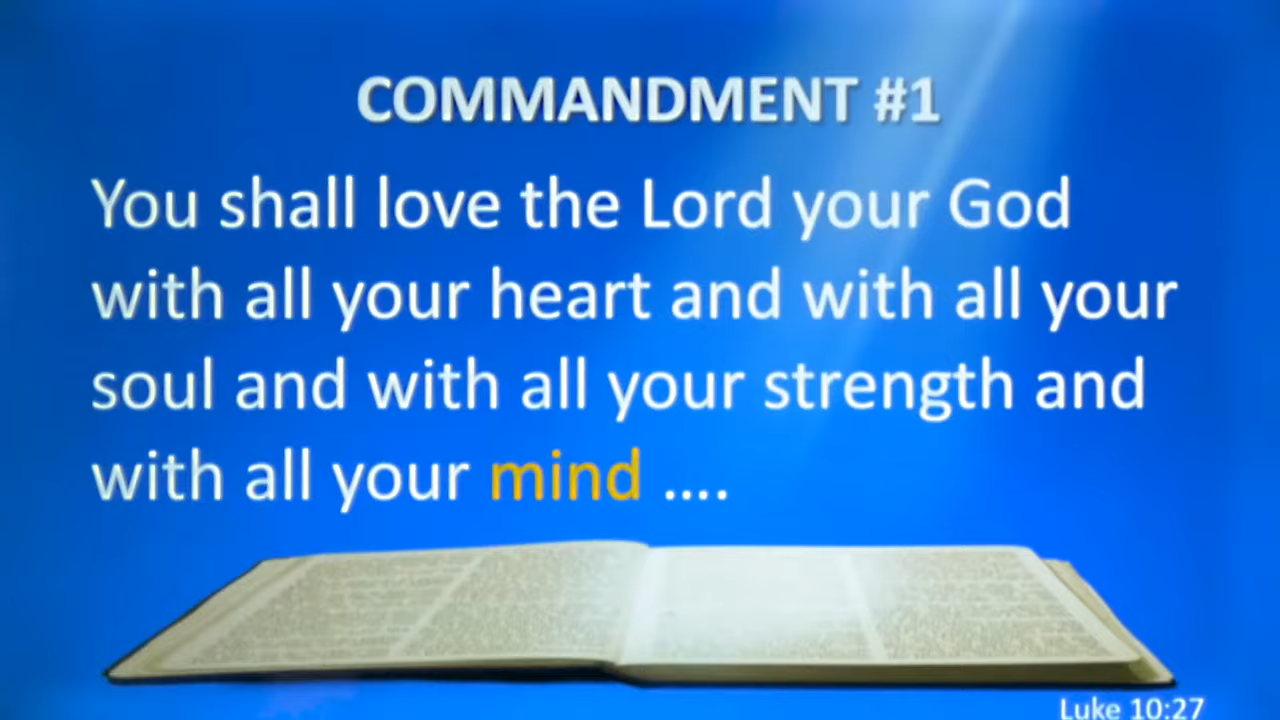 COMMANDMENT #1
You shall love the Lord your God
with all your heart and with all your
soul and with all your strength and
with all your mind ....
Luke 10:27